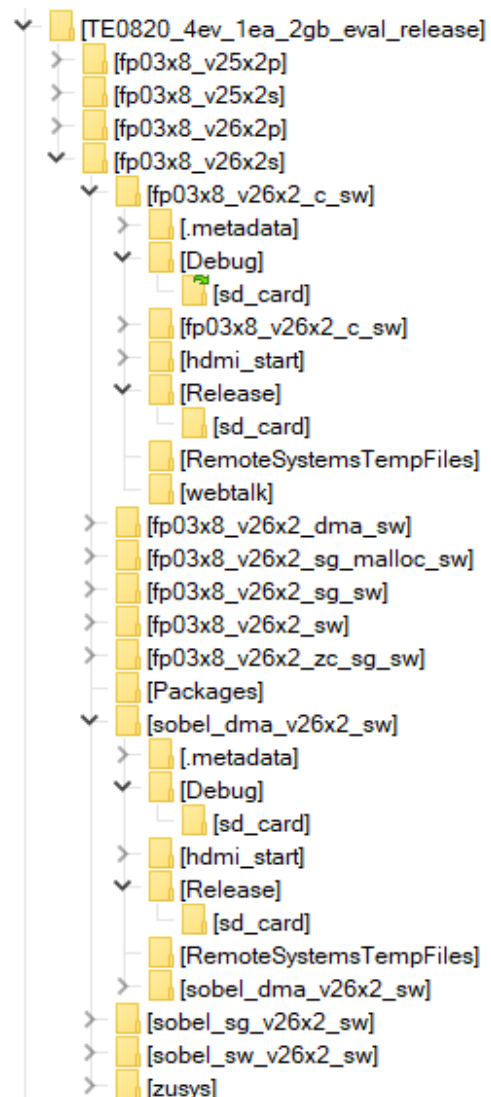 [TE0820_4ev_1ea_2gb_eval_release]
[fp03x8_v25x2p]
[fp03x8_v25x2s]
[fp03x8_v26x2p]
[fp03x8_v26x2s]
[fp03x8_v26x2_c_sw]
[.metadata]
[Debug]
[sd_card]
[fp03x8_v26x2_c_sw]
[hdmi_start]
[Release]
[sd_card]
[RemoteSystemsTempFiles]
[webtalk]
[fp03x8_v26x2_dma_sw]
[fp03x8_v26x2_sg_malloc_sw]
[fp03x8_v26x2_sg_sw]
[fp03x8_v26x2_sw]
[fp03x8_v26x2_zc_sg_sw]
[Packages]
[sobel_dma_v26x2_sw]
[.metadata]
[Debug]
[sd_card]
[hdmi_start]
[Release]
[sd_card]
[RemoteSystemsTempFiles]
[sobel_dma_v26x2_sw]
[sobel_sg_v26x2_sw]
[sobel_sw_v26x2_sw]
[zusys]